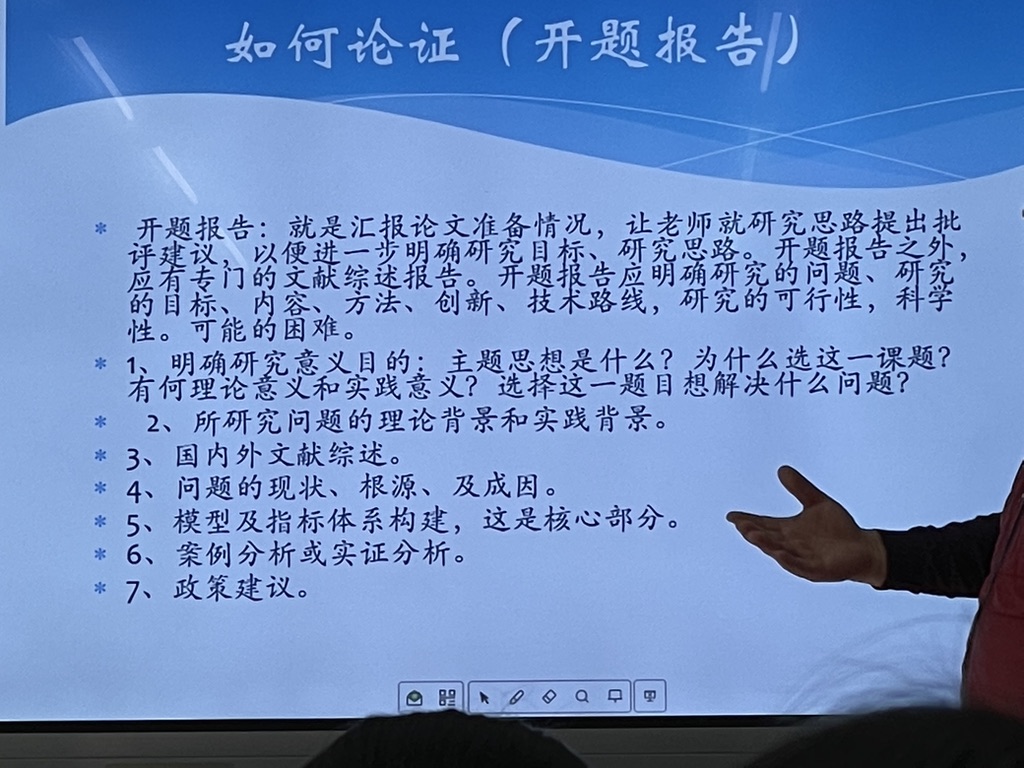 如何论证（开题报告）
* 开题报告：就是汇报论文准备情况，让老师就研究思路提出批
评建议，以便进一步明确研究目标、研究思路。开题报告之外，
应有专门的文献综述报告。开题报告应明确研究的问题、研究
的目标、内容、方法、创新、技术路线，研究的可行性，科学
性。可能的困难。
* 1、明确研究意义目的：主题思想是什么？为什么选这一课题？
有何理论意义和实践意义？选择这一题目想解决什么问题？
* 2、所研究问题的理论背景和实践背景。
* 3、国内外文献综述。
* 4、问题的现状、根源、及成因。
* 5、模型及指标体系构建，这是核心部分。
* 6、案例分析或实证分析。
* 7、政策建议。